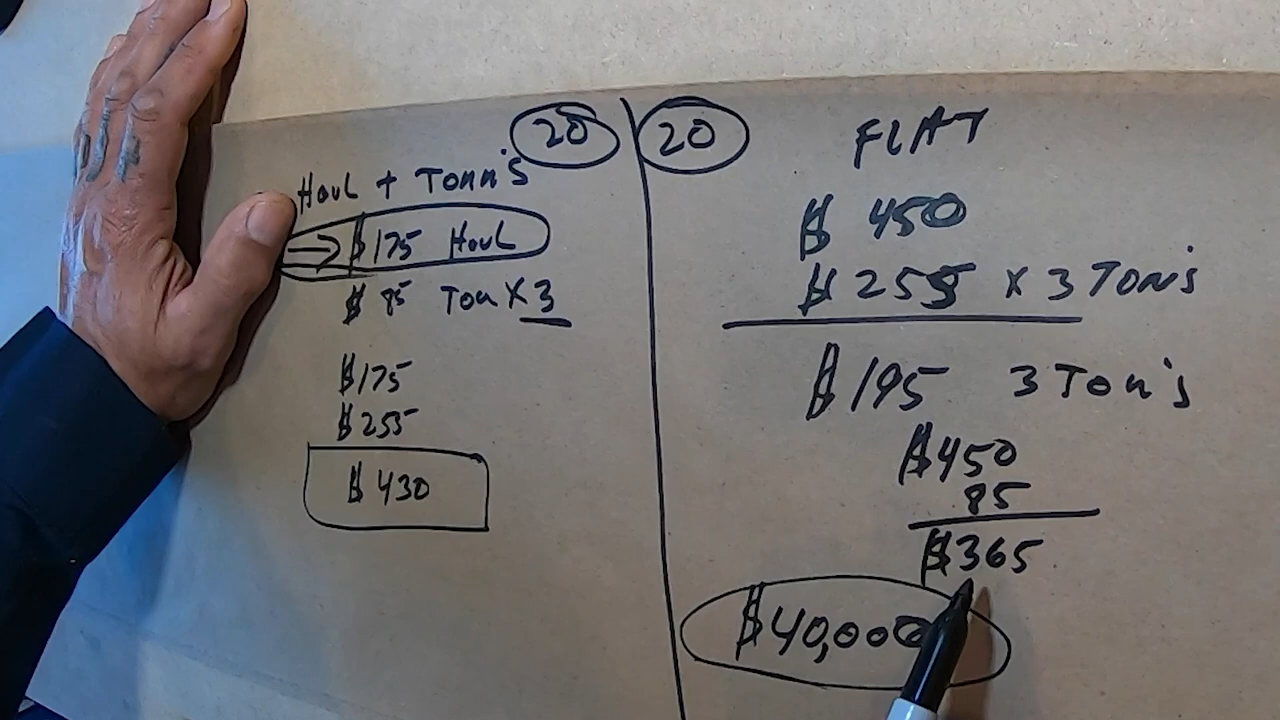 20
Haul + Tonn's
→ $175 Haul
$ 85 Ton x 3
$175
$255
$430
20
FLAT
$ 450
$ 255 x 3 TON's
$195 3 Ton's
$450
85
$365
$40,000